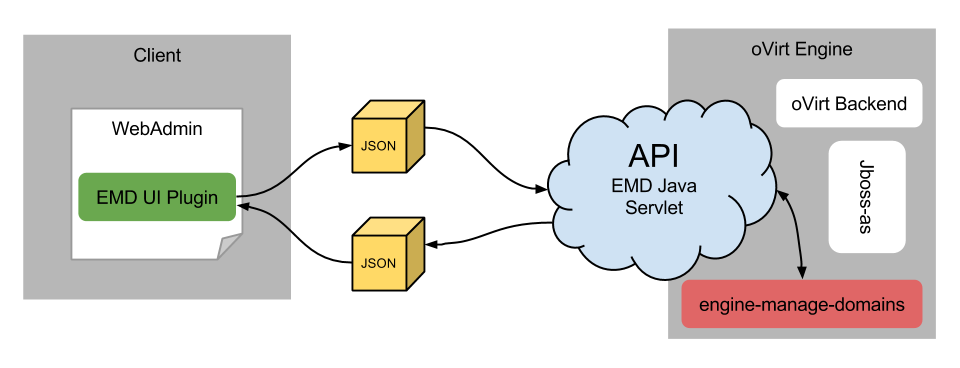 Client
WebAdmin
EMD UI Plugin
JSON
JSON
API
EMD Java
Servlet
oVirt Engine
oVirt Backend
Jboss-as
engine-manage-domains